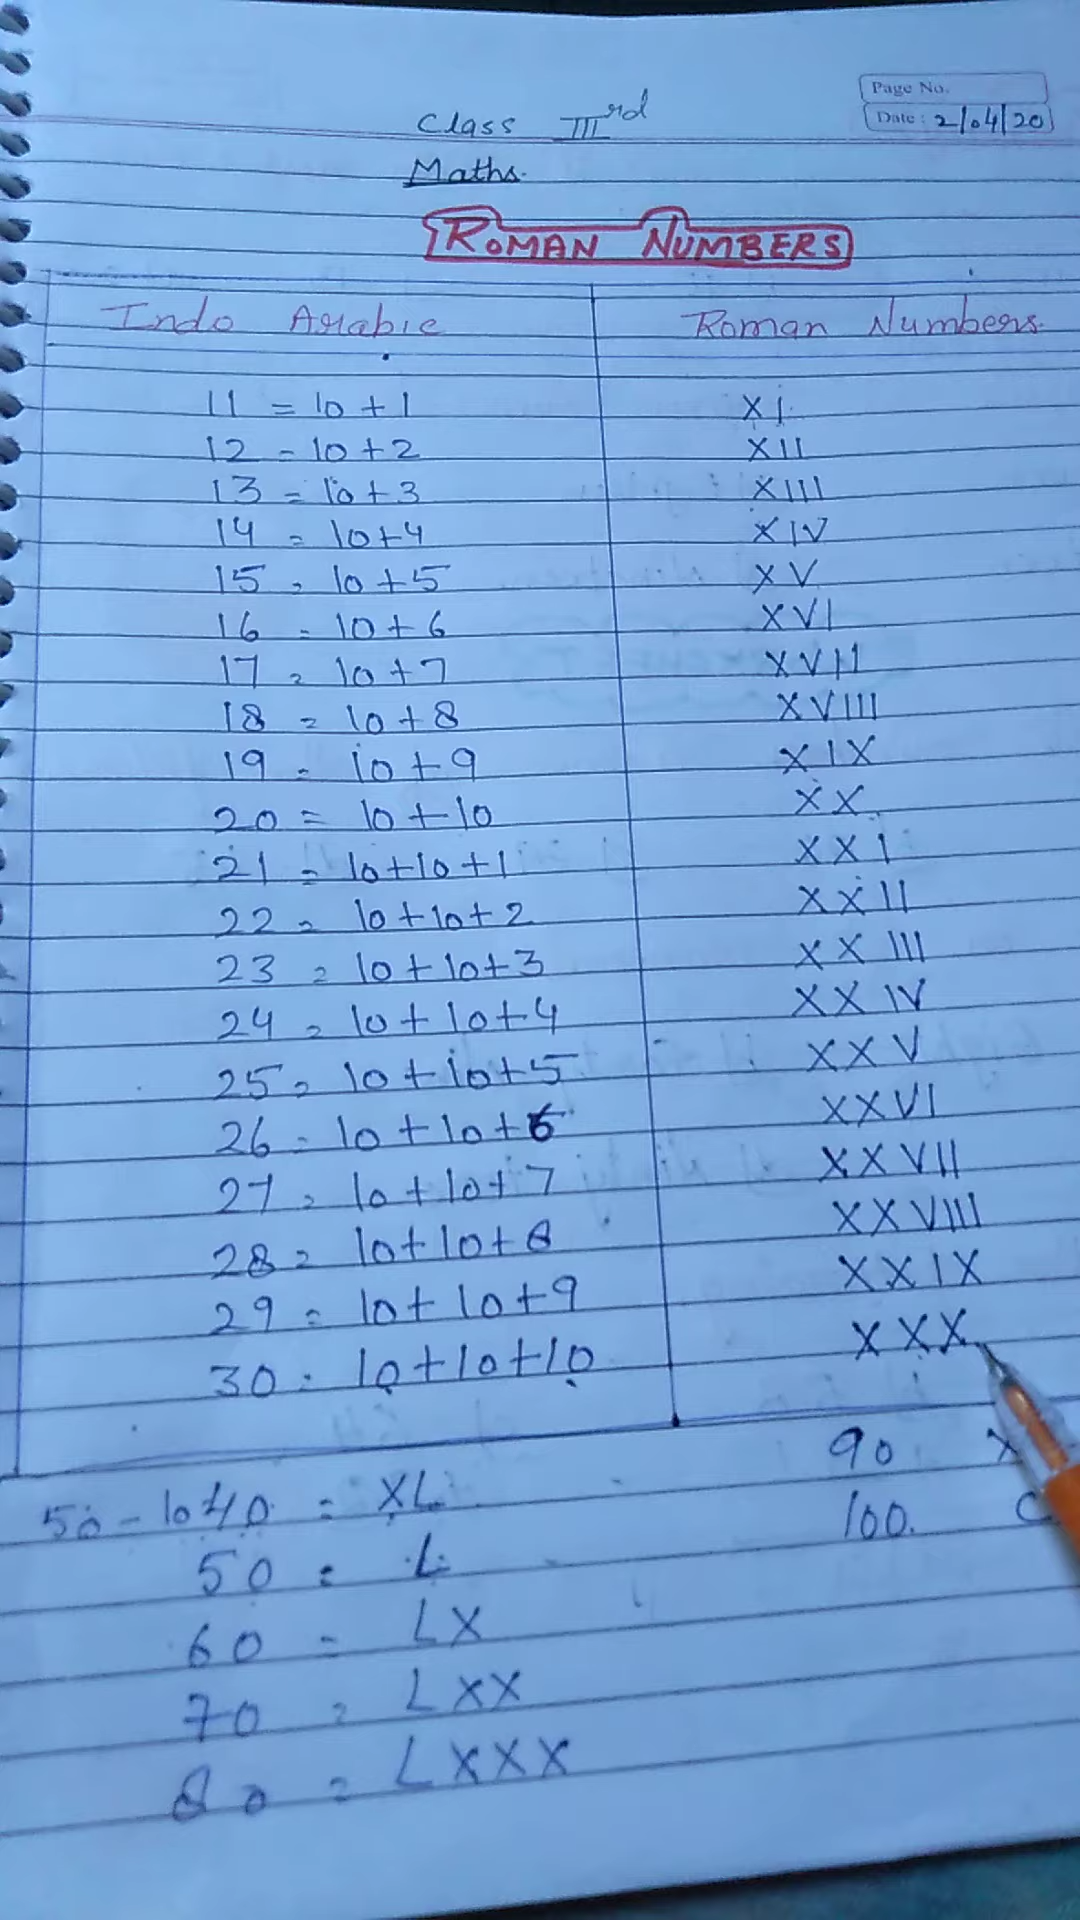 Page No.
Date: 2/04/20
Class IIIrd
Maths.
ROMAN NUMBERS
Indo Arabic Roman Numbers.
11 = 10+1 XI
12 = 10+2 XII
13 = 10+3 XIII
14 = 10+4 XIV
15 = 10+5 XV
16 = 10+6 XVI
17 = 10+7 XVII
18 = 10+8 XVIII
19 = 10+9 XIX
20 = 10+10 XX
21 = 10+10+1 XXI
22 = 10+10+2 XXII
23 = 10+10+3 XXIII
24 = 10+10+4 XXIV
25 = 10+10+5 XXV
26 = 10+10+6 XXVI
27 = 10+10+7 XXVII
28 = 10+10+8 XXVIII
29 = 10+10+9 XXIX
30 = 10+10+10 XXX
50-10 40 = XL 90 X
50 = L 100. C
60 = LX
70 = LXX
80 = LXXX